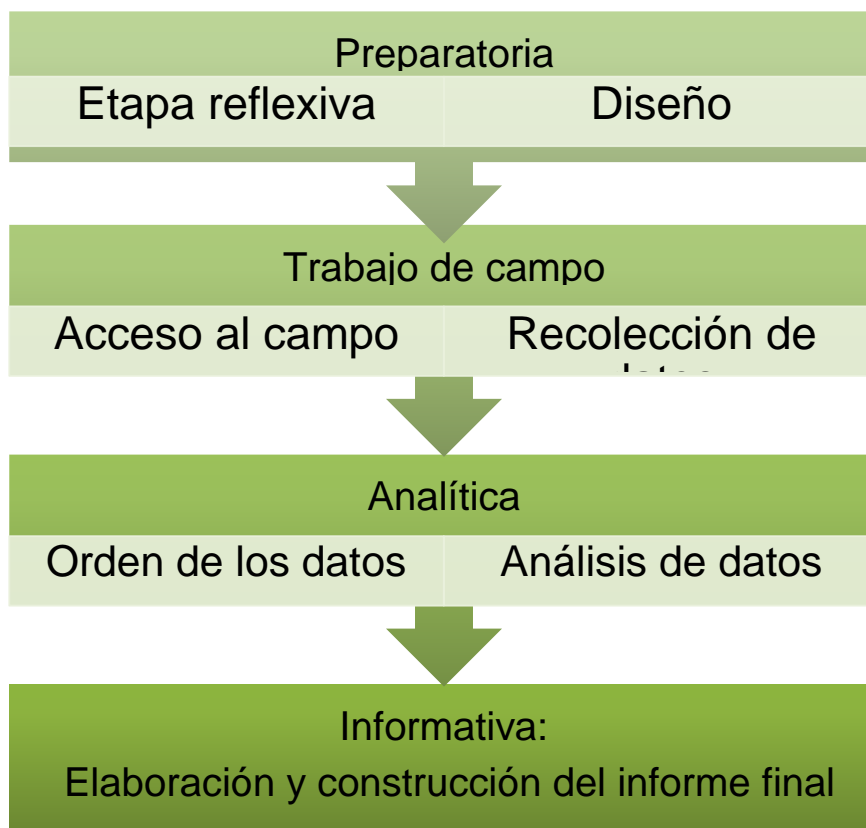 Preparatoria
Etapa reflexiva
Diseño
Trabajo de campo
Acceso al campo
Recolección de
Analítica
Orden de los datos
Análisis de datos
Informativa:
Elaboración y construcción del informe final